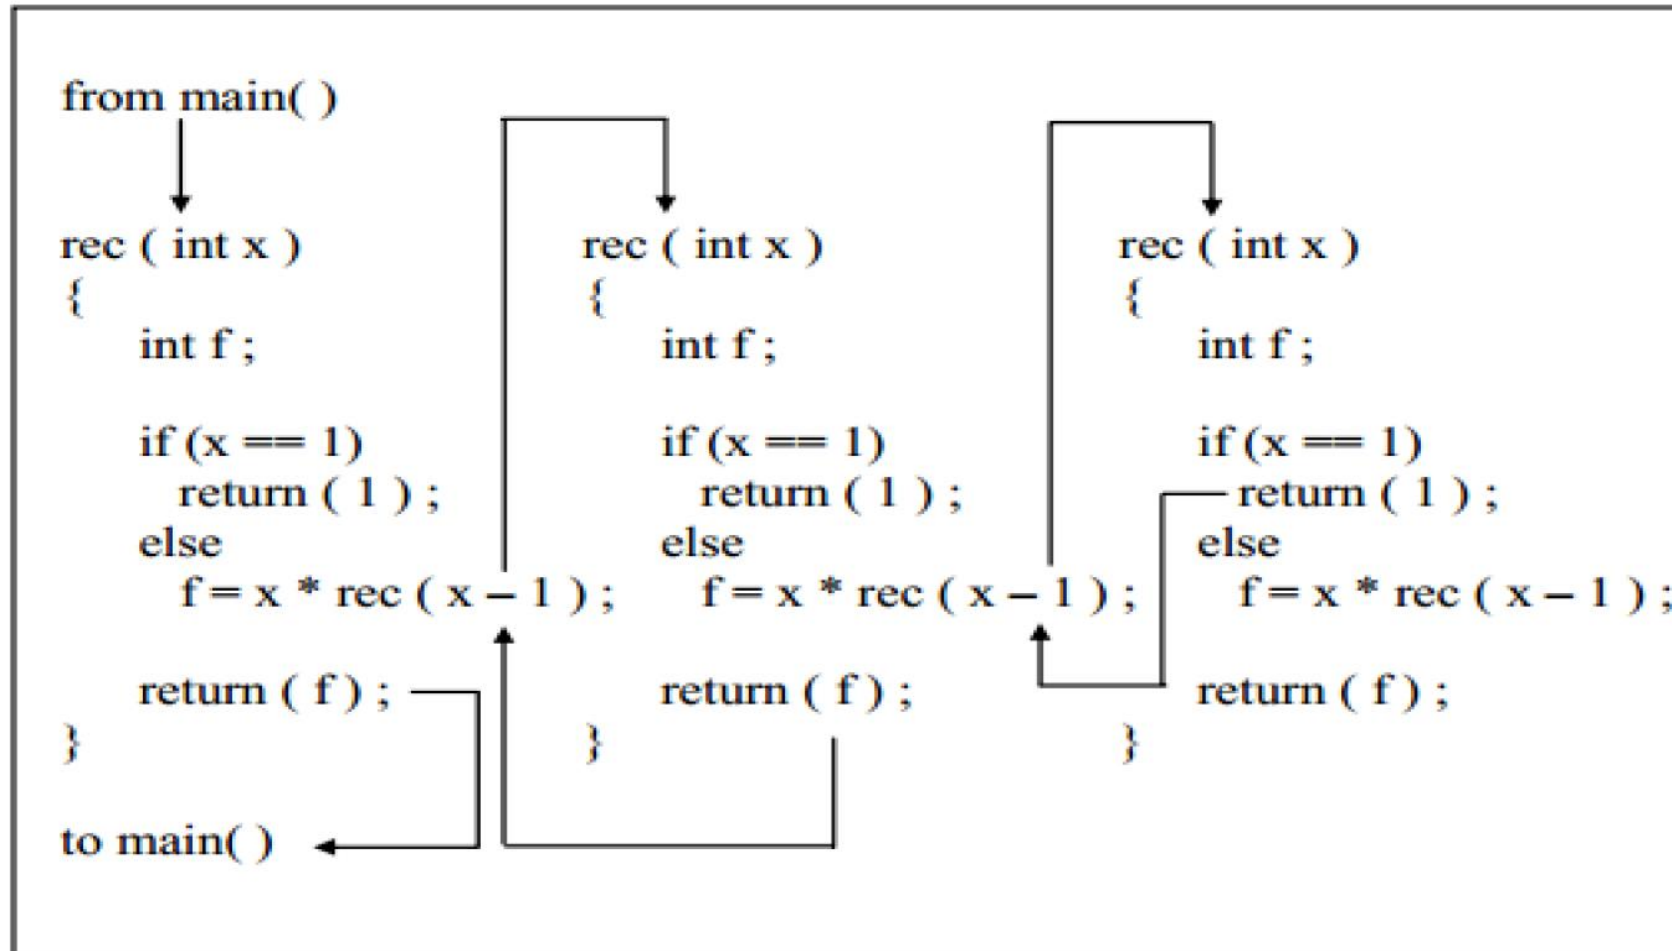 from main( )
rec ( int x )
{
int f ;
if (x == 1)
return ( 1 ) ;
else
f = x * rec ( x – 1 ) ;
return ( f ) ;
}
to main( )
rec ( int x )
{
int f ;
if (x == 1)
return ( 1 ) ;
else
f = x * rec ( x – 1 ) ;
return ( f ) ;
}
rec ( int x )
{
int f ;
if (x == 1)
return ( 1 ) ;
else
f = x * rec ( x – 1 ) ;
return ( f ) ;
}